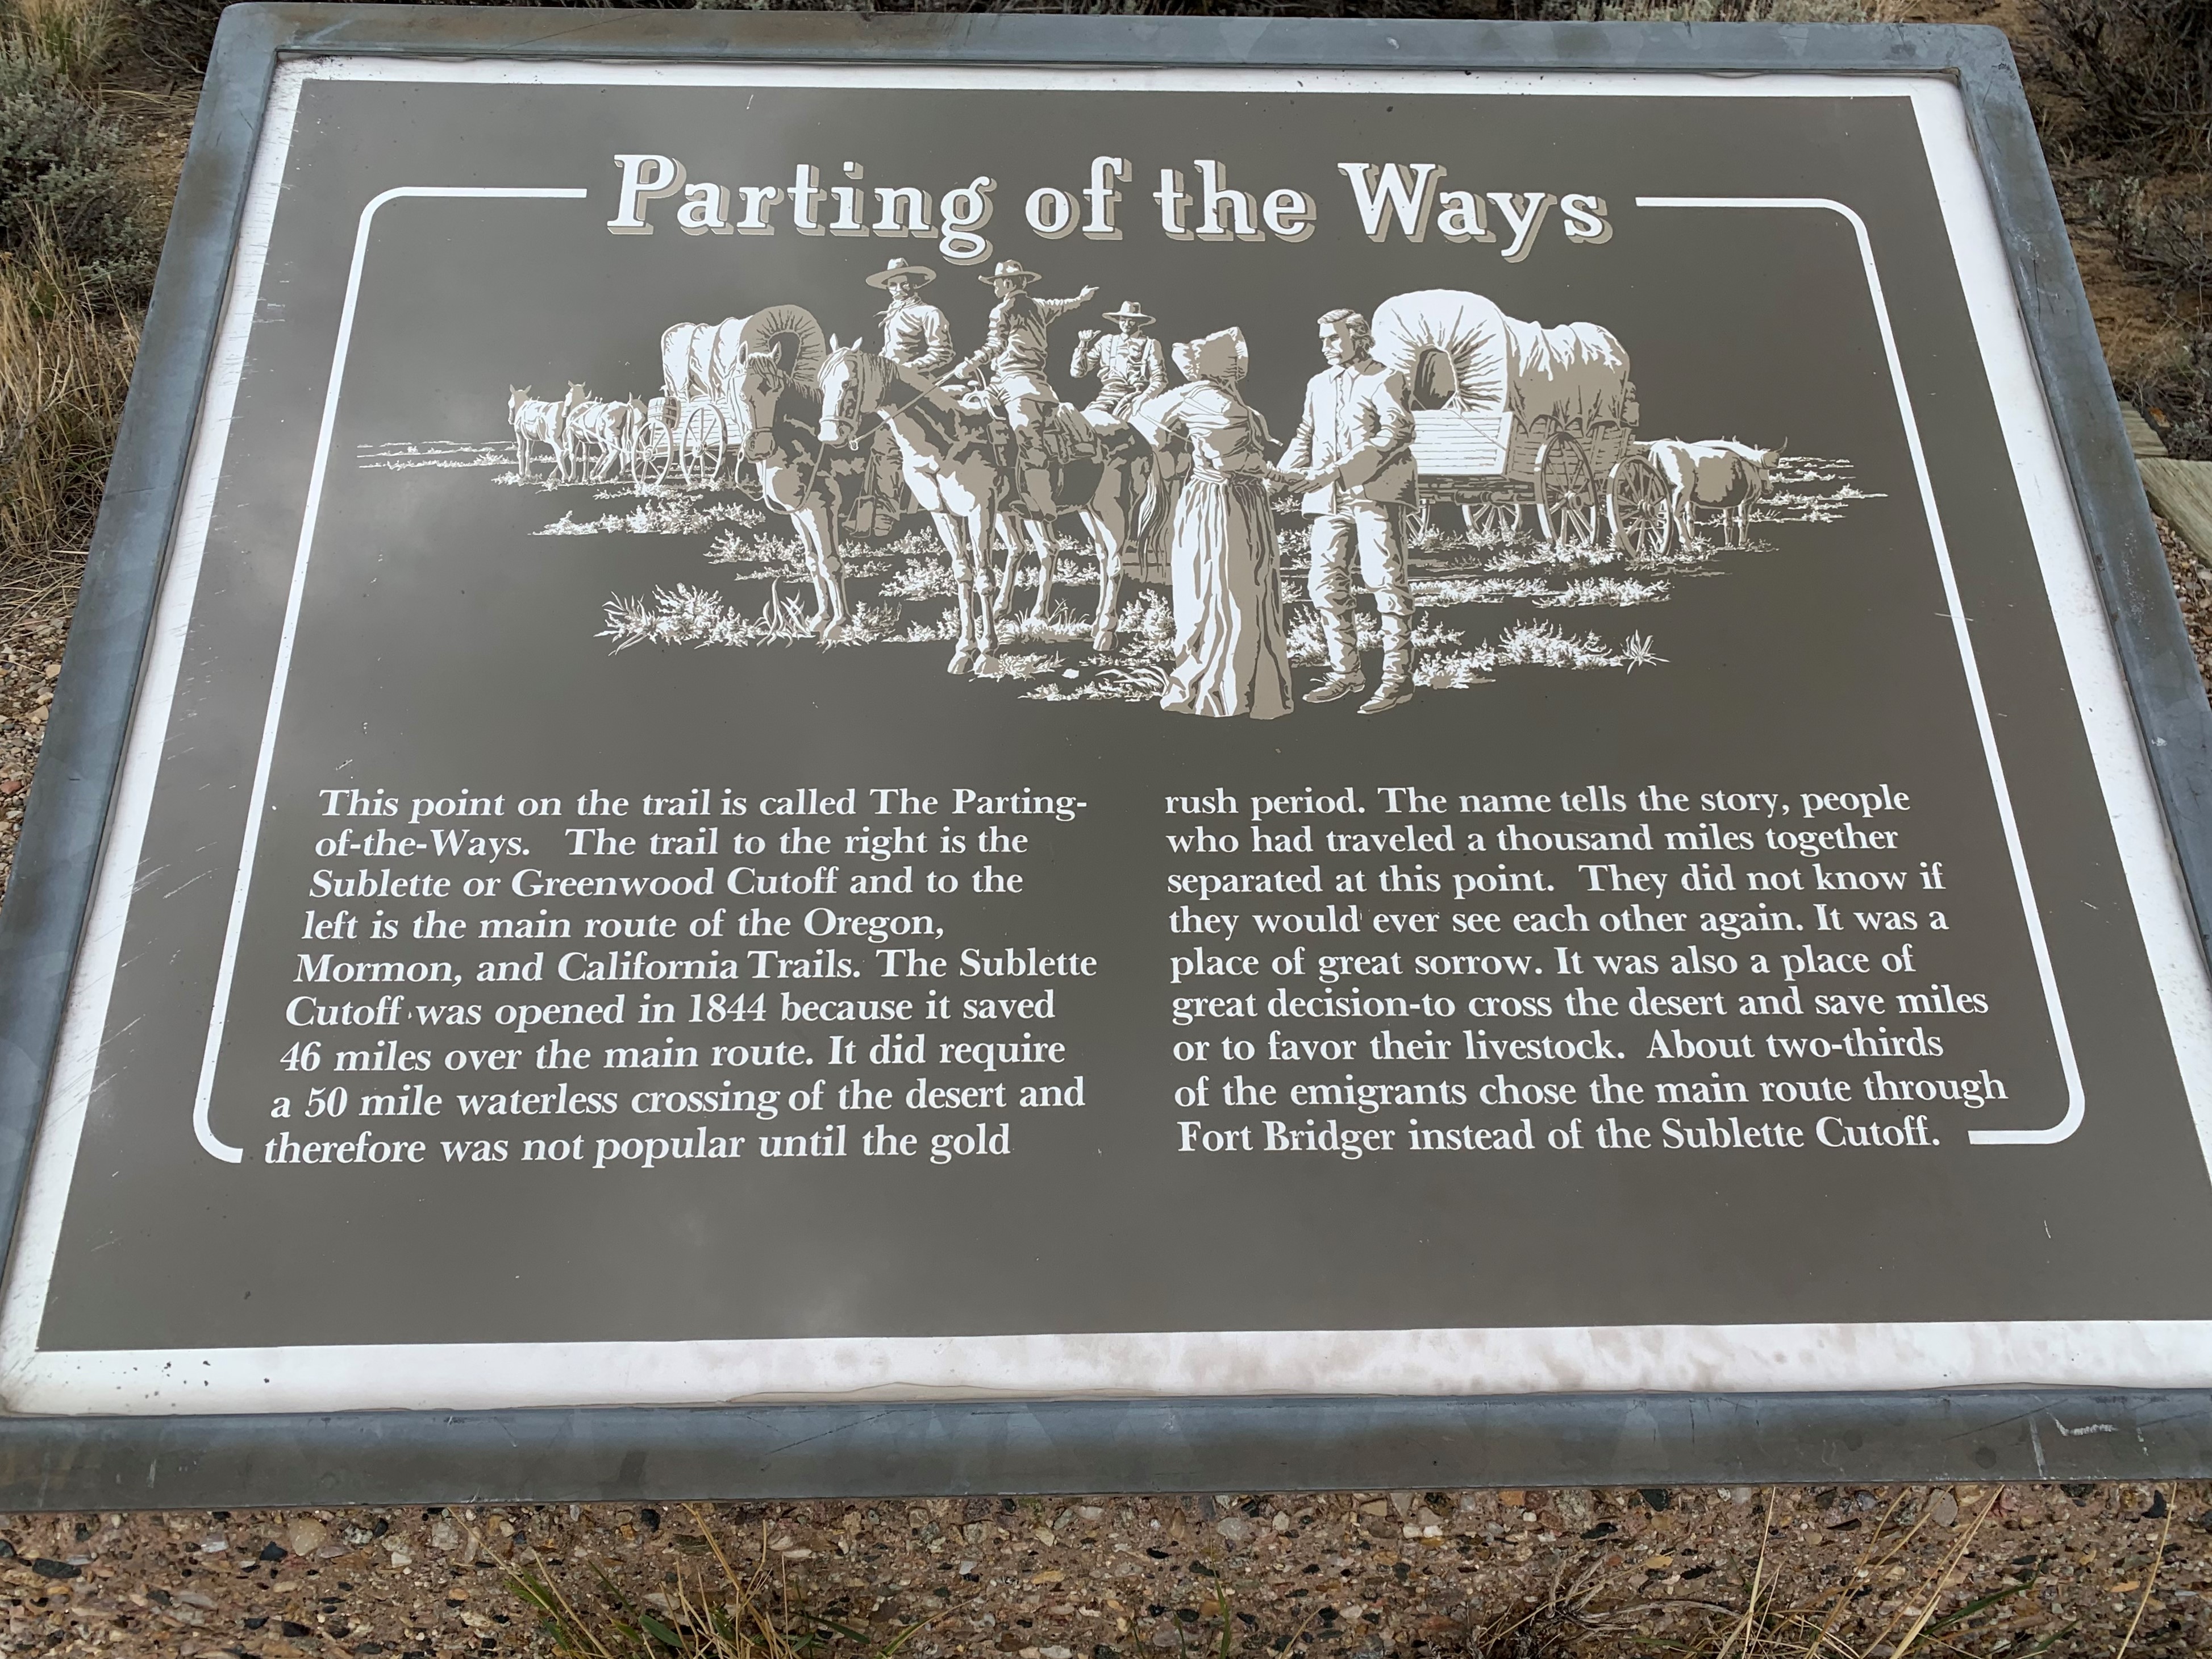 Parting of the Ways
This point on the trail is called The Parting-
of-the-Ways. The trail to the right is the
Sublette or Greenwood Cutoff and to the
left is the main route of the Oregon,
Mormon, and California Trails. The Sublette
Cutoff was opened in 1844 because it saved
46 miles over the main route. It did require
a 50 mile waterless crossing of the desert and
therefore was not popular until the gold
rush period. The name tells the story, people
who had traveled a thousand miles together
separated at this point. They did not know if
they would ever see each other again. It was a
place of great sorrow. It was also a place of
great decision-to cross the desert and save miles
or to favor their livestock. About two-thirds
of the emigrants chose the main route through
Fort Bridger instead of the Sublette Cutoff.